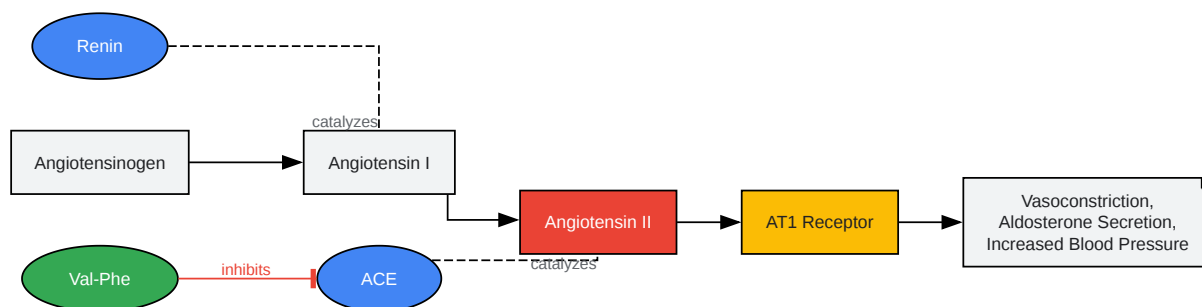 Renin
catalyzes
Angiotensinogen
Angiotensin I
Angiotensin II
AT1 Receptor
Vasoconstriction,
Aldosterone Secretion,
Increased Blood Pressure
Val-Phe
inhibits
ACE
catalyzes